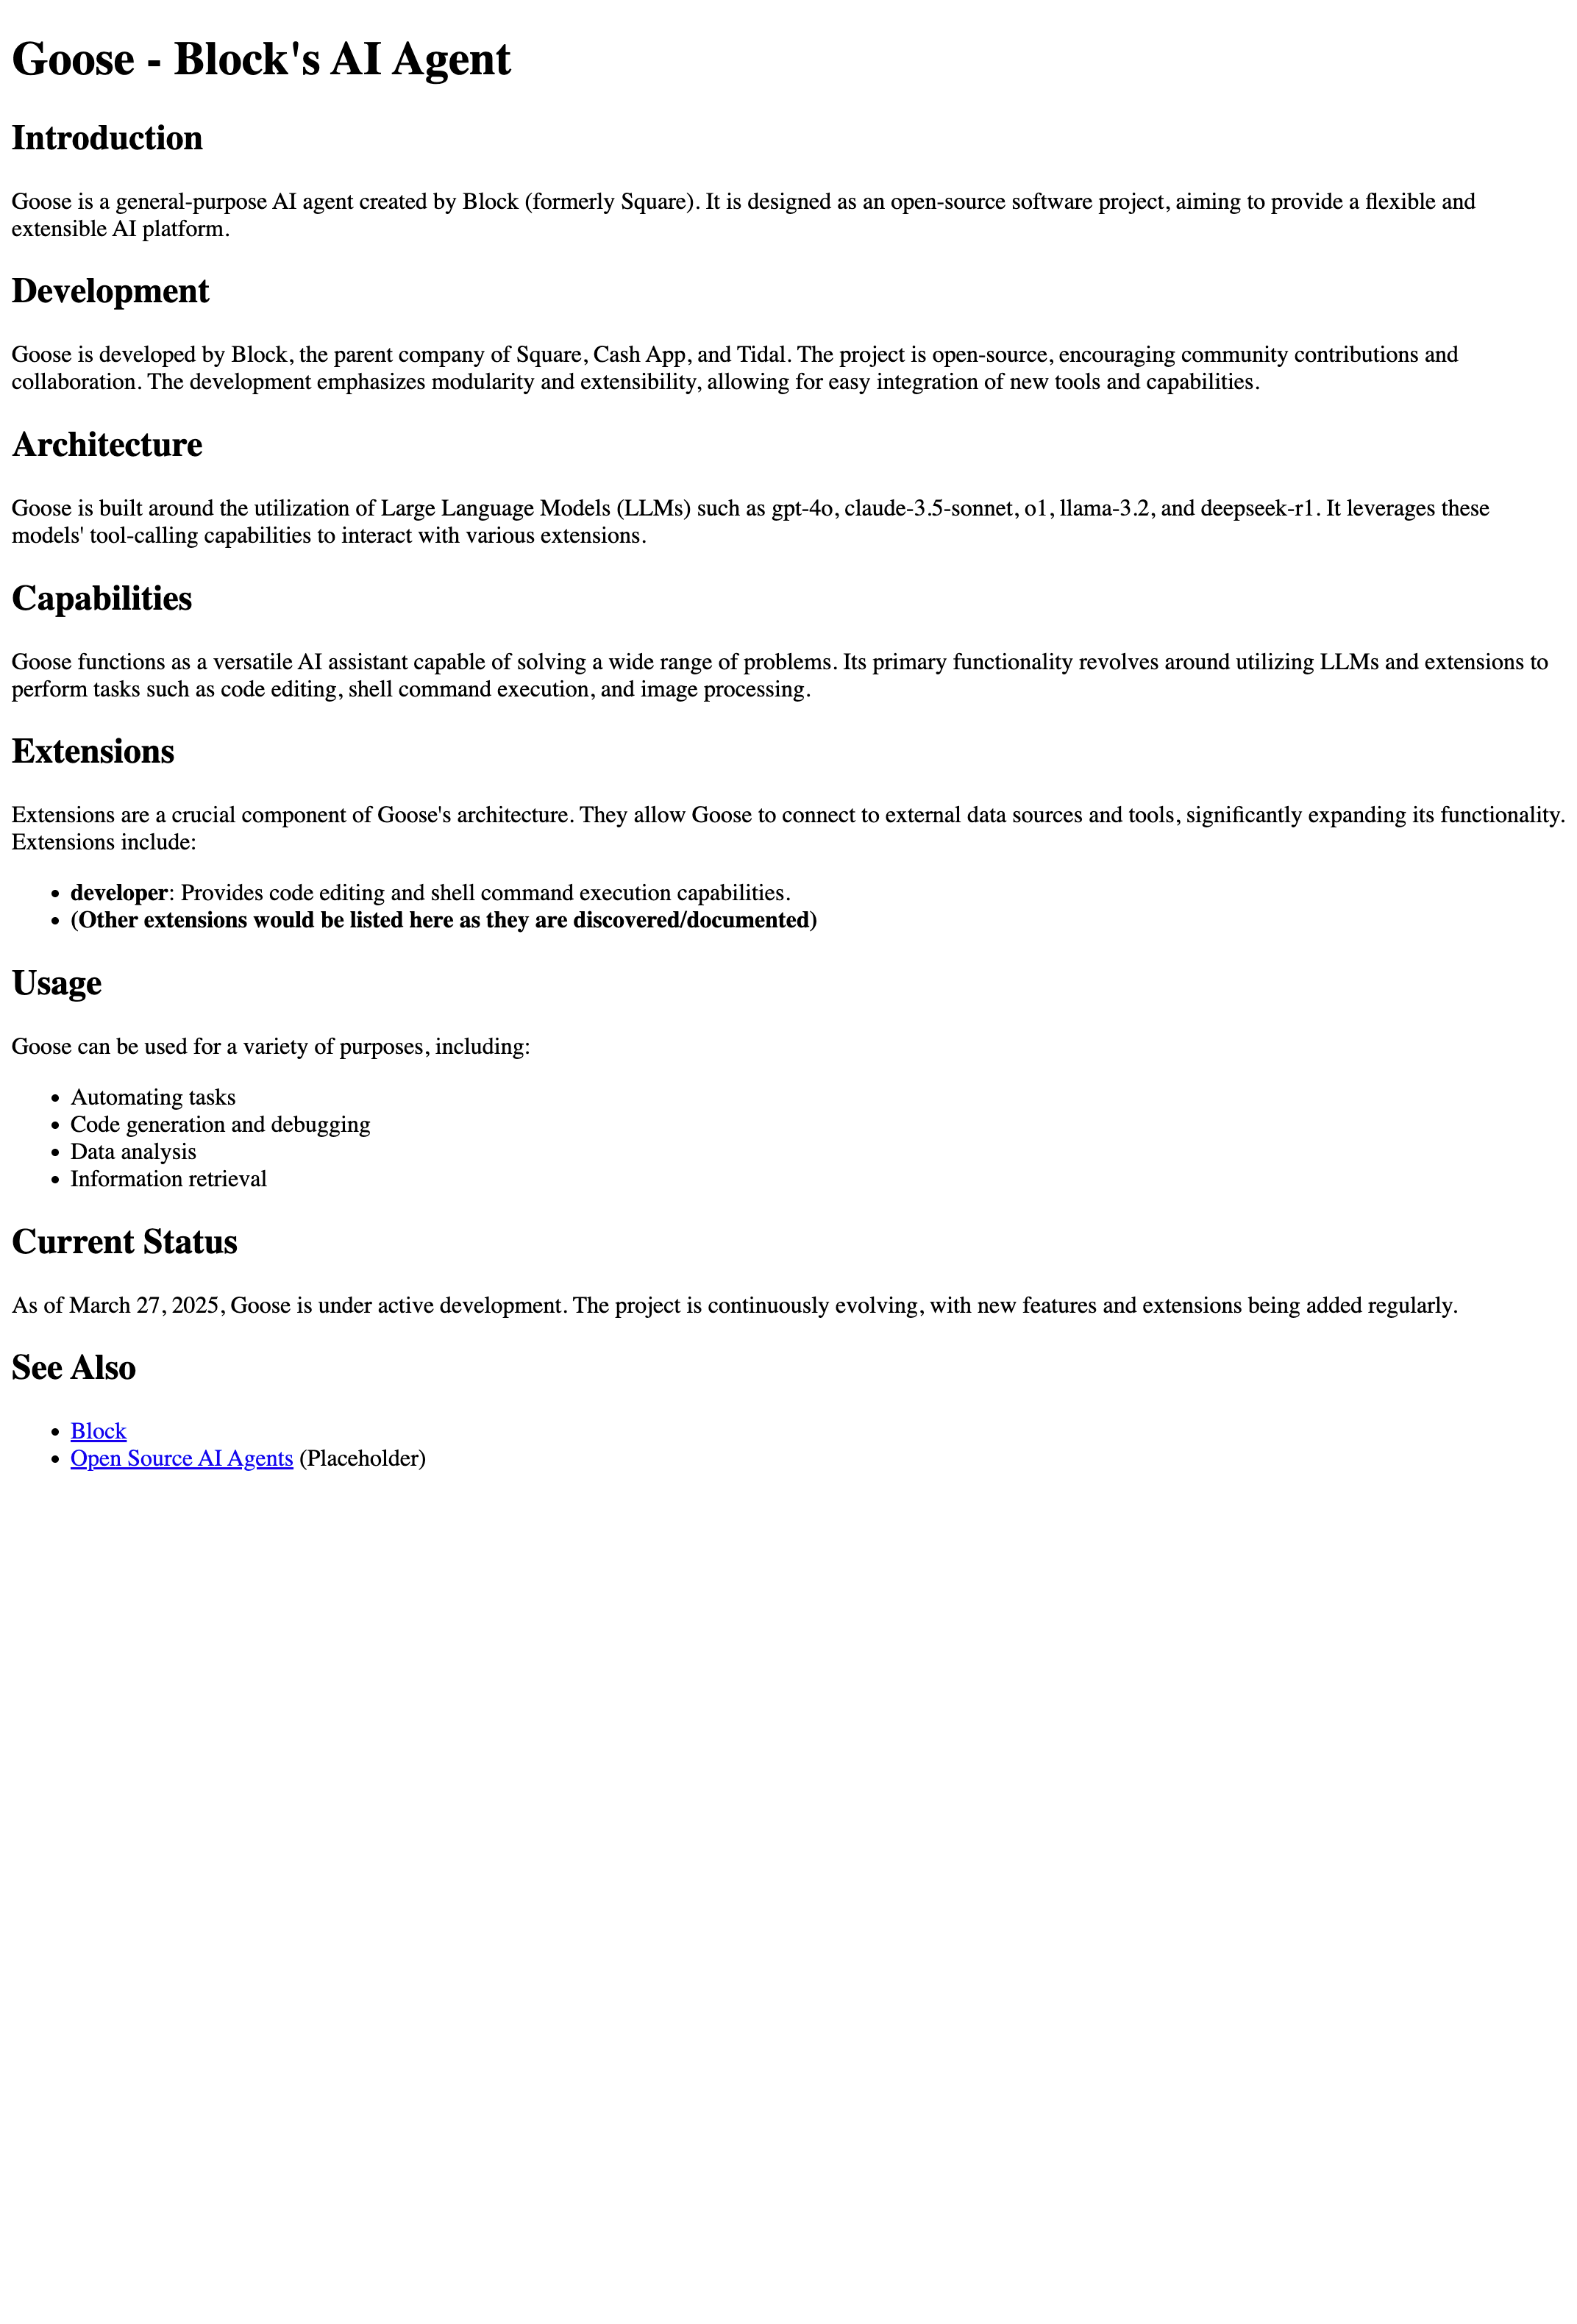 Goose - Block's AI Agent
Introduction
Goose is a general-purpose AI agent created by Block (formerly Square). It is designed as an open-source software project, aiming to provide a flexible and
extensible AI platform.
Development
Goose is developed by Block, the parent company of Square, Cash App, and Tidal. The project is open-source, encouraging community contributions and
collaboration. The development emphasizes modularity and extensibility, allowing for easy integration of new tools and capabilities.
Architecture
Goose is built around the utilization of Large Language Models (LLMs) such as gpt-4o, claude-3.5-sonnet, o1, llama-3.2, and deepseek-r1. It leverages these
models' tool-calling capabilities to interact with various extensions.
Capabilities
Goose functions as a versatile AI assistant capable of solving a wide range of problems. Its primary functionality revolves around utilizing LLMs and extensions to
perform tasks such as code editing, shell command execution, and image processing.
Extensions
Extensions are a crucial component of Goose's architecture. They allow Goose to connect to external data sources and tools, significantly expanding its functionality.
Extensions include:
• developer: Provides code editing and shell command execution capabilities.
• (Other extensions would be listed here as they are discovered/documented)
Usage
Goose can be used for a variety of purposes, including:
• Automating tasks
• Code generation and debugging
• Data analysis
• Information retrieval
Current Status
As of March 27, 2025, Goose is under active development. The project is continuously evolving, with new features and extensions being added regularly.
See Also
• Block
• Open Source AI Agents (Placeholder)